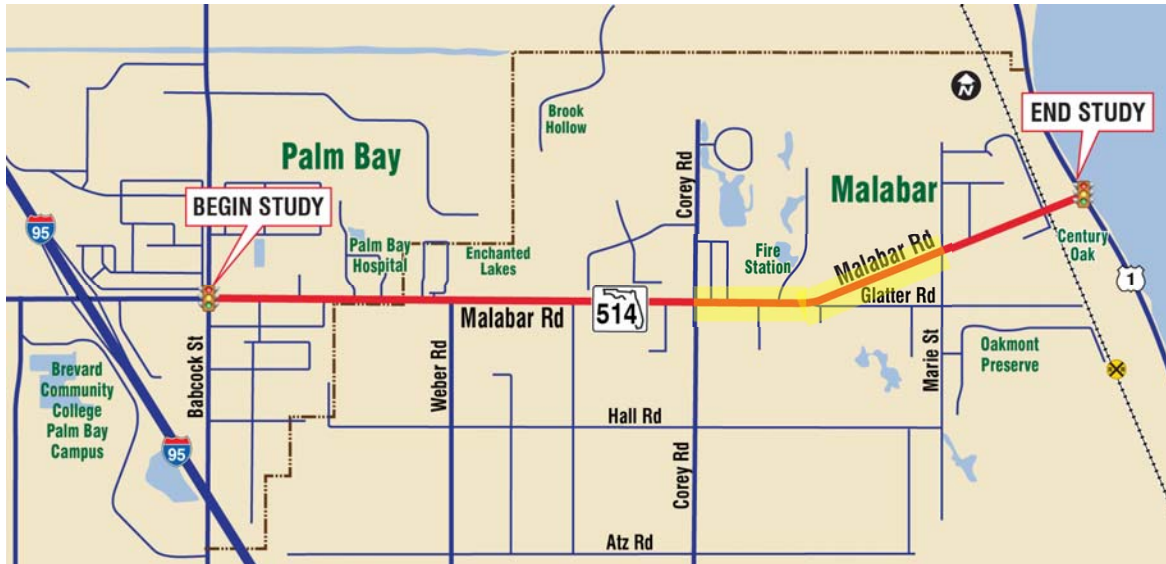 Palm Bay
Malabar
BEGIN STUDY
END STUDY
Brook
Hollow
Palm Bay
Hospital
Enchanted
Lakes
Fire
Station
Century
Oak
Oakmont
Preserve
Brevard
Community
College
Palm Bay
Campus
95
95
514
1
N
Malabar Rd
Malabar Rd
Glatter Rd
Hall Rd
Atz Rd
Babcock St
Weber Rd
Corey Rd
Corey Rd
Marie St